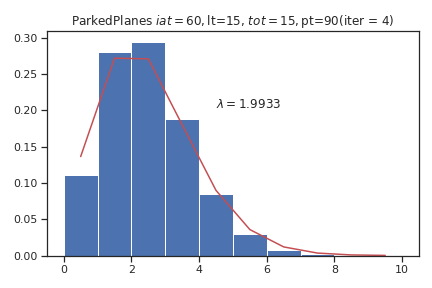 ParkedPlanes iat = 60, lt=15, tot = 15, pt=90(iter = 4)
0.30
0.25
0.20
0.15
0.10
0.05
0.00
λ = 1.9933
0 2 4 6 8 10